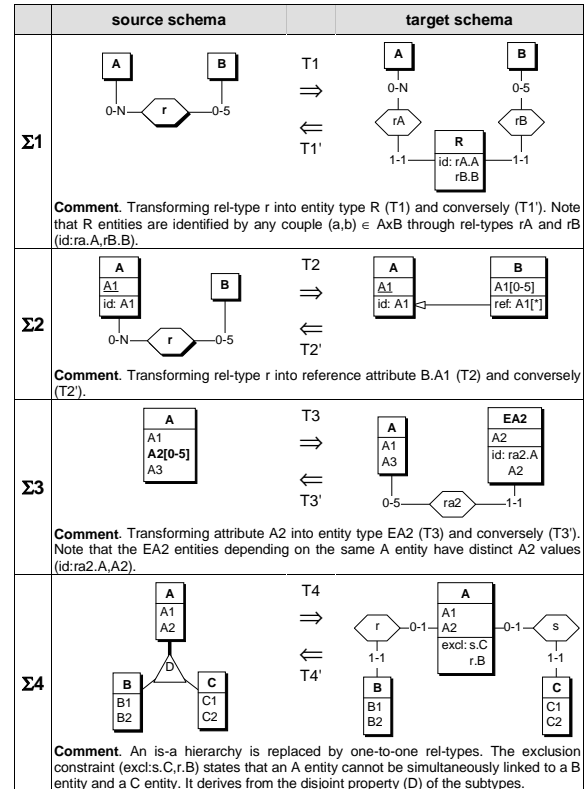 source schema
target schema
Σ1
A
B
0-N
r
0-5
T1
⇒
⇐
T1'
A
B
0-N
0-5
rA
rB
R
id: rA.A
rB.B
1-1
1-1
Comment. Transforming rel-type r into entity type R (T1) and conversely (T1'). Note
that R entities are identified by any couple (a,b) ∈ AxB through rel-types rA and rB
(id:ra.A,rB.B).
Σ2
A
A1
id: A1
B
0-N
r
0-5
T2
⇒
⇐
T2'
A
A1
id: A1
B
A1[0-5]
ref: A1[*]
Comment. Transforming rel-type r into reference attribute B.A1 (T2) and conversely
(T2').
Σ3
A
A1
A2[0-5]
A3
T3
⇒
⇐
T3'
A
A1
A3
EA2
A2
id: ra2.A
A2
0-5
ra2
1-1
Comment. Transforming attribute A2 into entity type EA2 (T3) and conversely (T3').
Note that the EA2 entities depending on the same A entity have distinct A2 values
(id:ra2.A,A2).
Σ4
A
A1
A2
D
B
B1
B2
C
C1
C2
T4
⇒
⇐
T4'
A
A1
A2
excl: s.C
r.B
r
0-1
0-1
s
1-1
1-1
B
B1
B2
C
C1
C2
Comment. An is-a hierarchy is replaced by one-to-one rel-types. The exclusion
constraint (excl:s.C,r.B) states that an A entity cannot be simultaneously linked to a B
entity and a C entity. It derives from the disjoint property (D) of the subtypes.